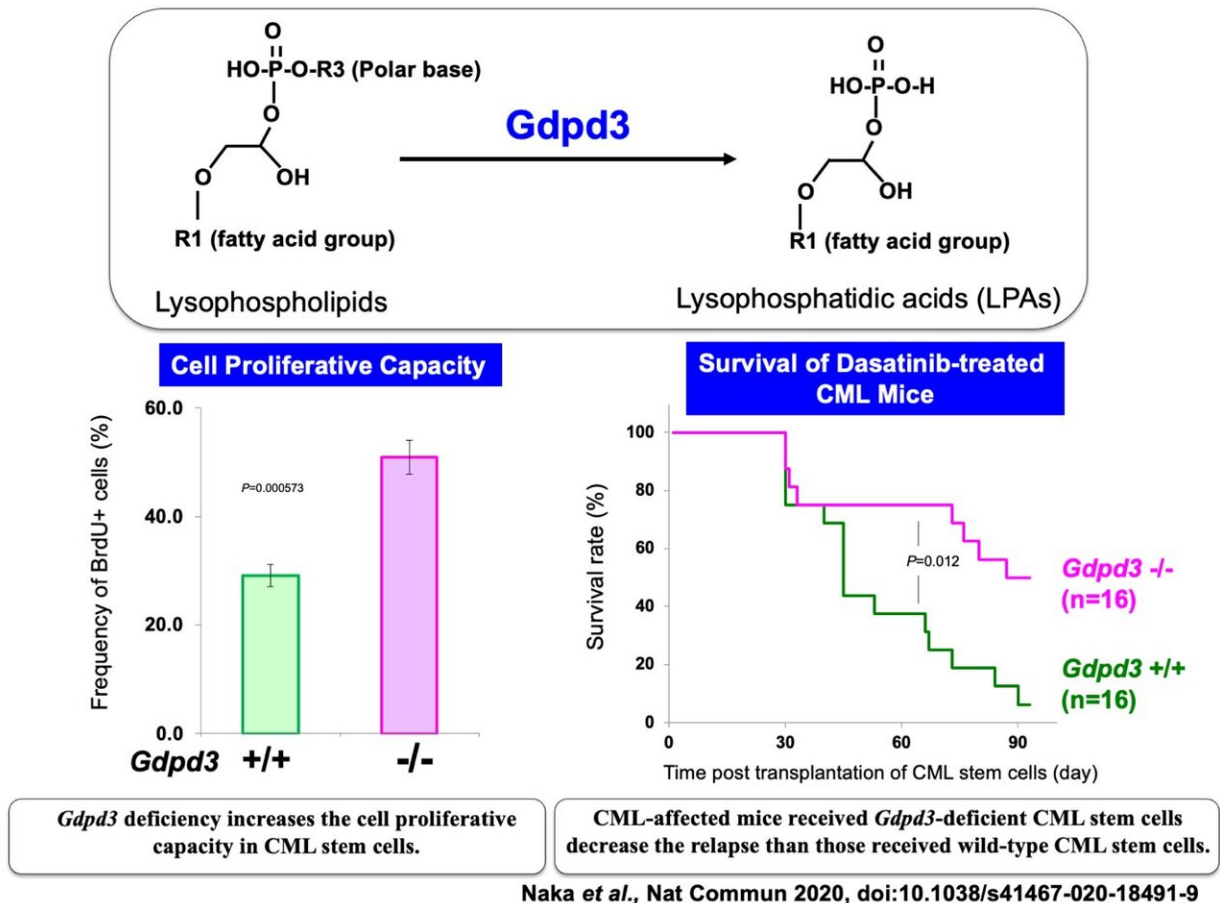 O
HO-P-O-R3 (Polar base)
O
O
OH
R1 (fatty acid group)
Lysophospholipids
Gdpd3
O
HO-P-O-H
O
O
OH
R1 (fatty acid group)
Lysophosphatidic acids (LPAs)
Cell Proliferative Capacity
Frequency of BrdU+ cells (%)
60.0
40.0
20.0
0.0
P=0.000573
Gdpd3 +/+ -/-
Survival of Dasatinib-treated
CML Mice
Survival rate (%)
100
80
60
40
20
0
P=0.012
Gdpd3 -/-
(n=16)
Gdpd3 +/+
(n=16)
0 30 60 90
Time post transplantation of CML stem cells (day)
Gdpd3 deficiency increases the cell proliferative
capacity in CML stem cells.
CML-affected mice received Gdpd3-deficient CML stem cells
decrease the relapse than those received wild-type CML stem cells.
Naka et al., Nat Commun 2020, doi:10.1038/s41467-020-18491-9